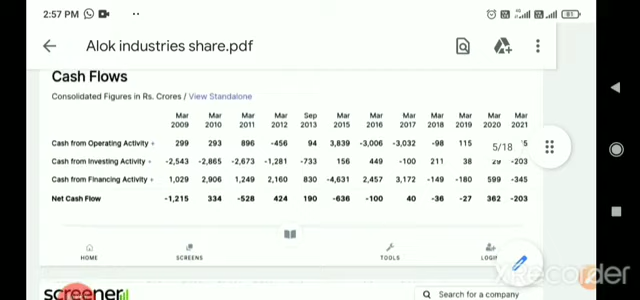 2:57 PM
81
Alok industries share.pdf
Cash Flows
Consolidated Figures in Rs. Crores / View Standalone
Mar 2009 Mar 2010 Mar 2011 Mar 2012 Sep 2013 Mar 2015 Mar 2016 Mar 2017 Mar 2018 Mar 2019 Mar 2020 Mar 2021
Cash from Operating Activity + 299 293 896 -456 94 3,839 -3,006 -3,032 -98 115
5/18
Cash from Investing Activity + -2,543 -2,865 -2,673 -1,281 -733 156 449 -100 211 38 29 -203
Cash from Financing Activity + 1,029 2,906 1,249 2,160 830 -4,631 2,457 3,172 -149 -180 599 -345
Net Cash Flow -1,215 334 -528 424 190 -636 -100 40 -36 -27 362 -203
HOME SCREENS TOOLS LOGIN
XRecorder
screener
Search for a company